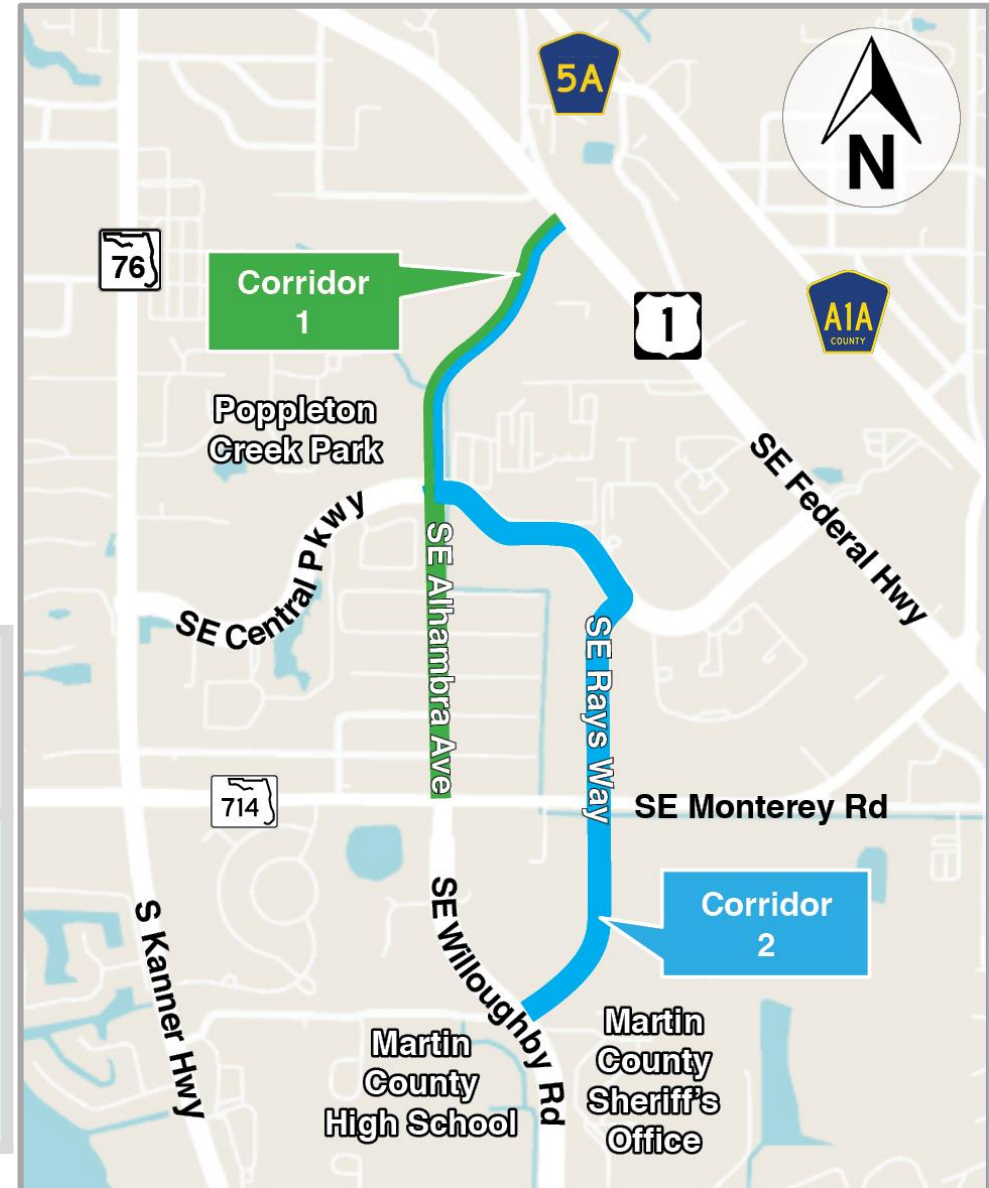 5A
N
76
Corridor
1
1
A1A
COUNTY
Poppleton
Creek Park
SE Federal Hwy
SE Central Pkwy
SE Alhambra Ave
SE Rays Way
714
SE Monterey Rd
S Kanner Hwy
SE Willoughby Rd
Corridor
2
Martin
County
High School
Martin
County
Sheriff's
Office